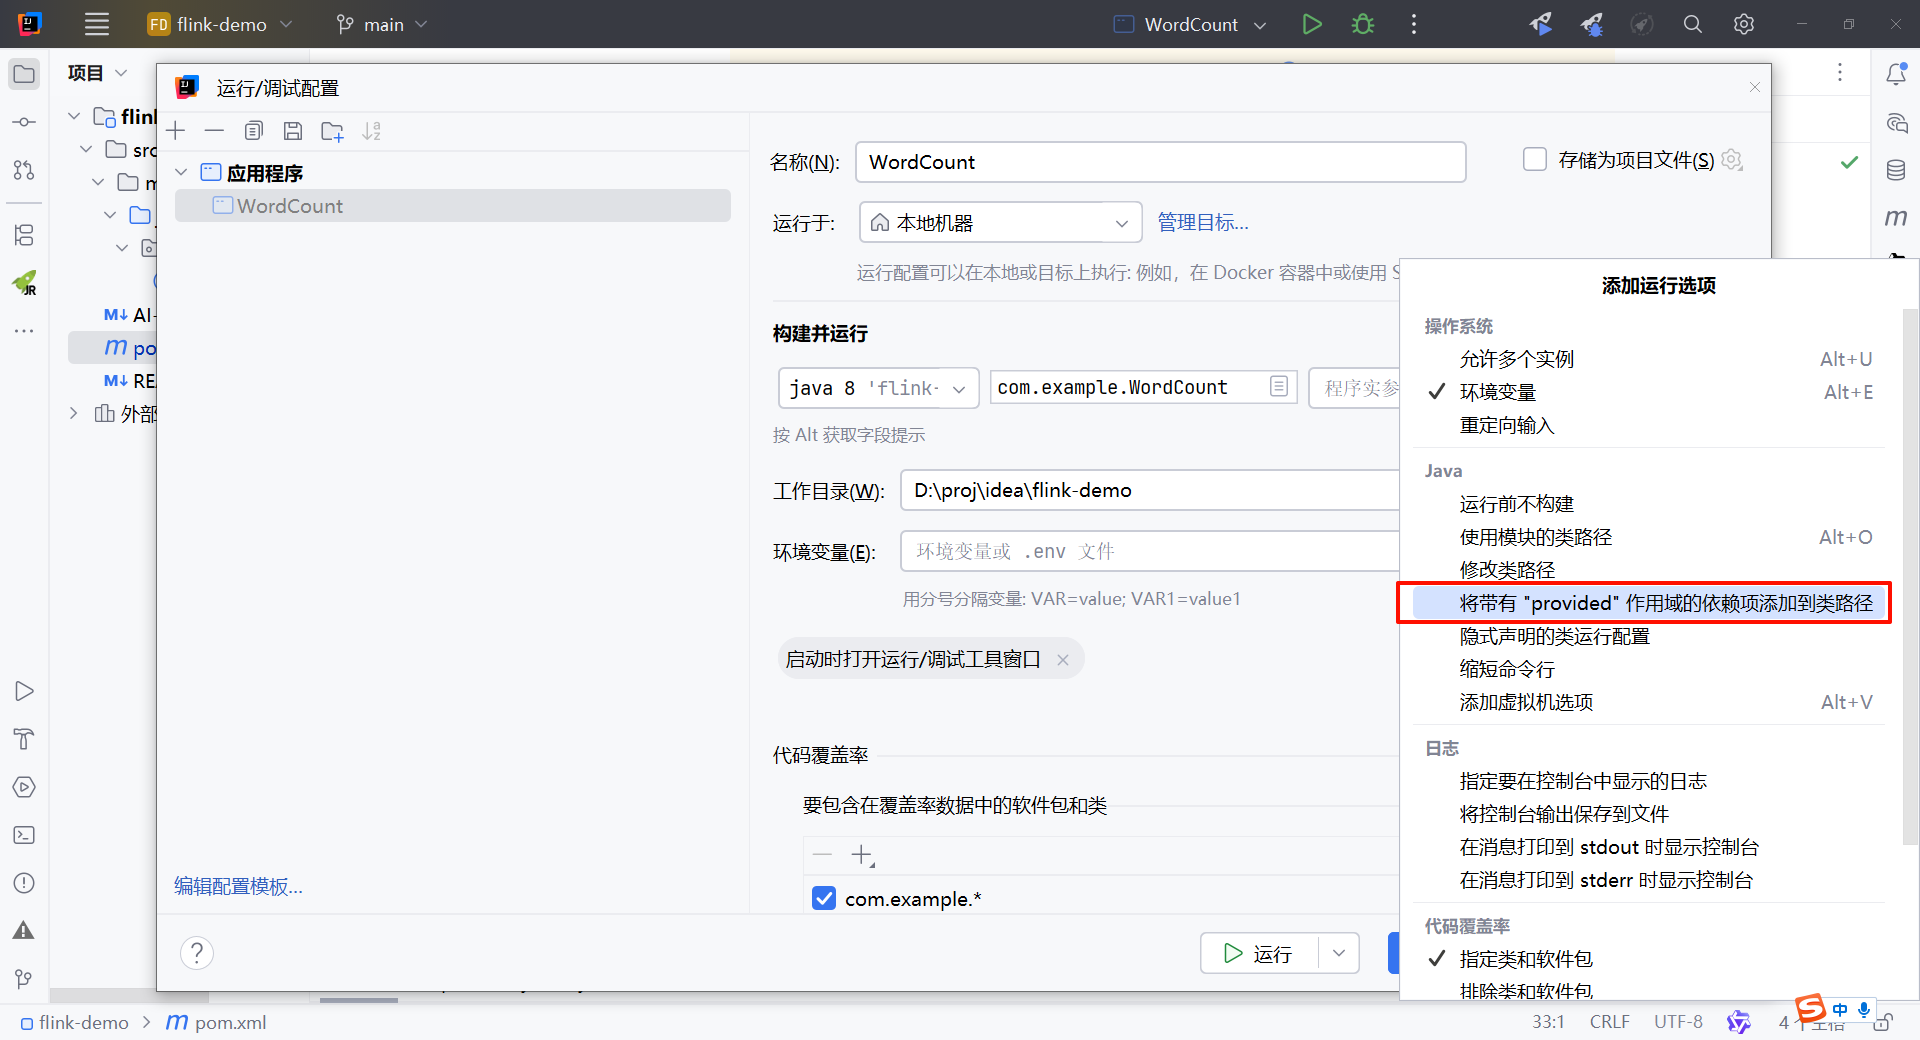 FD flink-demo
main
WordCount
项目
运行/调试配置
flin
src
m
应用程序
WordCount
M↓ AI-
m po
M↓ RE
外部
名称(N):
WordCount
存储为项目文件(S)
运行于:
本地机器
管理目标...
运行配置可以在本地或目标上执行: 例如，在 Docker 容器中或使用 S
构建并运行
java 8 'flink-
com.example.WordCount
程序实参
按 Alt 获取字段提示
工作目录(W):
D:\proj\idea\flink-demo
环境变量(E):
环境变量或 .env 文件
用分号分隔变量: VAR=value; VAR1=value1
启动时打开运行/调试工具窗口
代码覆盖率
要包含在覆盖率数据中的软件包和类
com.example.*
编辑配置模板...
?
运行
添加运行选项
操作系统
允许多个实例 Alt+U
环境变量 Alt+E
重定向输入
Java
运行前不构建
使用模块的类路径 Alt+O
修改类路径
将带有 "provided" 作用域的依赖项添加到类路径
隐式声明的类运行配置
缩短命令行
添加虚拟机选项 Alt+V
日志
指定要在控制台中显示的日志
将控制台输出保存到文件
在消息打印到 stdout 时显示控制台
在消息打印到 stderr 时显示控制台
代码覆盖率
指定类和软件包
排除类和软件包
flink-demo
m pom.xml
33:1
CRLF
UTF-8
4
中